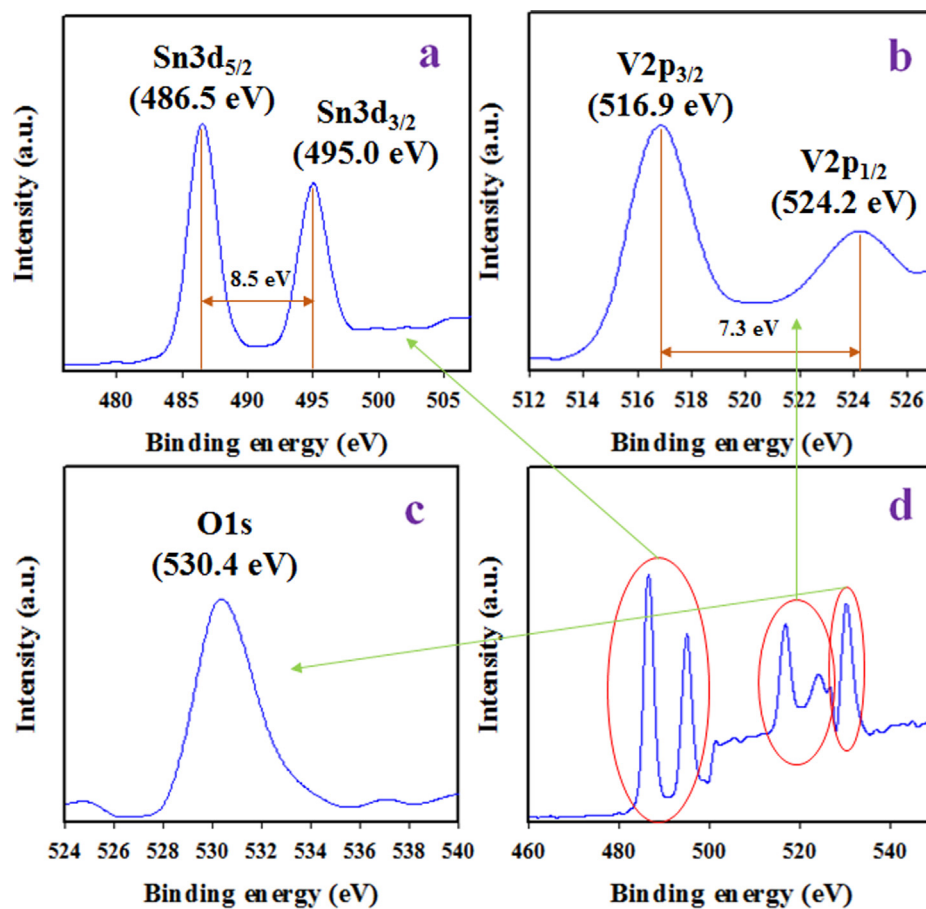 a
Sn3d5/2
(486.5 eV)
Sn3d3/2
(495.0 eV)
8.5 eV
Intensity (a.u.)
480 485 490 495 500 505
Binding energy (eV)
b
V2p3/2
(516.9 eV)
V2p1/2
(524.2 eV)
7.3 eV
Intensity (a.u.)
512 514 516 518 520 522 524 526
Binding energy (eV)
c
O1s
(530.4 eV)
Intensity (a.u.)
524 526 528 530 532 534 536 538 540
Binding energy (eV)
d
Intensity (a.u.)
460 480 500 520 540
Binding energy (eV)